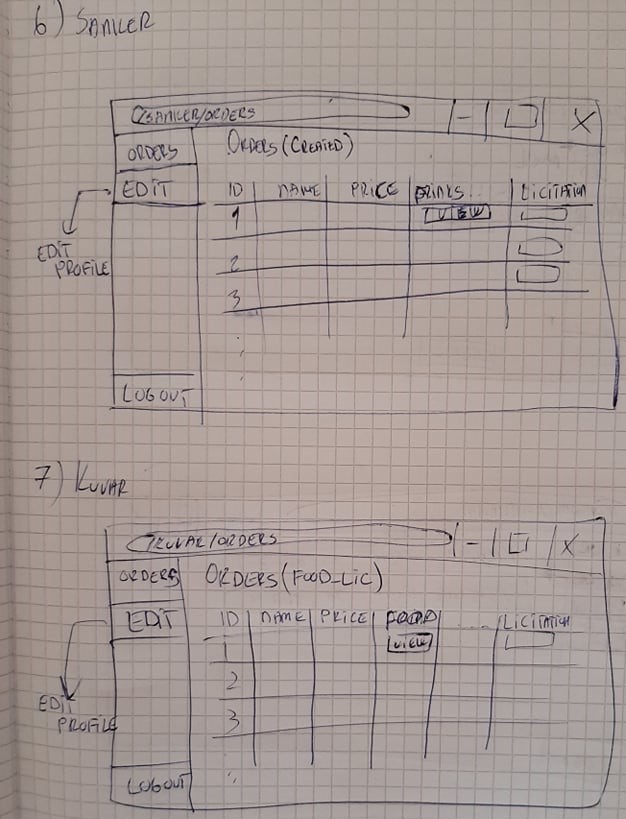 6) SANKER
/SANKER/ORDERS — □ X
ORDERS ORDERS (CREATED)
EDIT ID NAME PRICE DRINKS... LICITATION
1 VIEW
EDIT PROFILE
2
3
LOGOUT
7) KUVAR
/KUVAR/ORDERS — □ X
ORDERS ORDERS (FOOD_LIC)
EDIT ID NAME PRICE FOOD ..... LICITATION
1 VIEW
2
EDIT PROFILE
3
LOGOUT